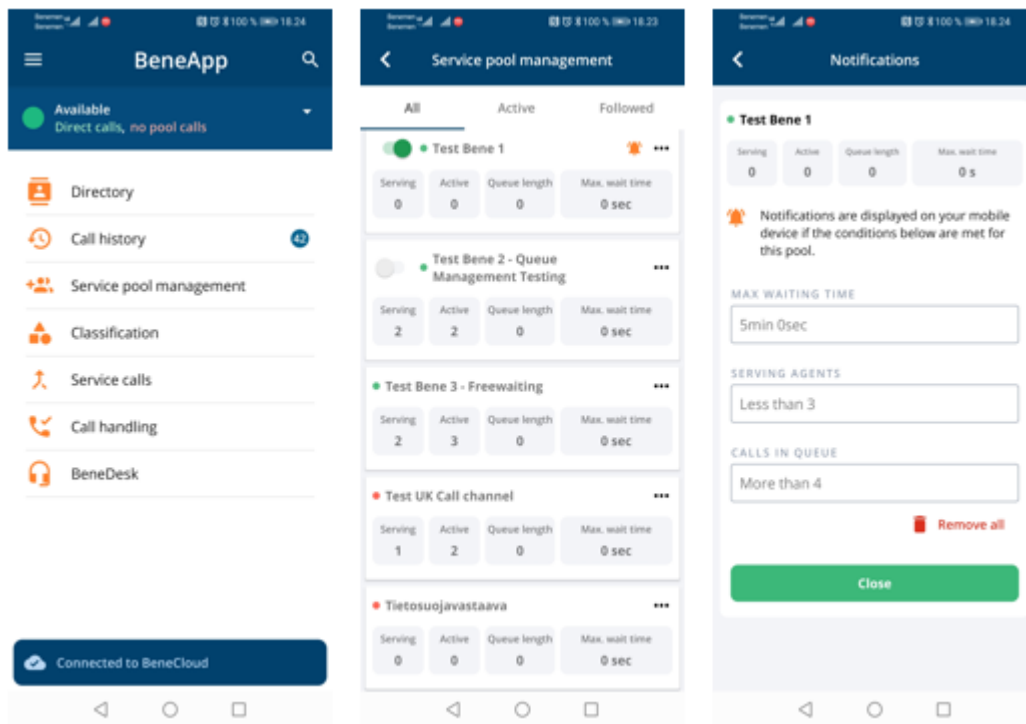 100 % 18.24
BeneApp
Available
Direct calls, no pool calls
Directory
Call history 42
Service pool management
Classification
Service calls
Call handling
BeneDesk
Connected to BeneCloud
100 % 18.23
Service pool management
All Active Followed
Test Bene 1
Serving Active Queue length Max. wait time
0 0 0 0 sec
Test Bene 2 - Queue
Management Testing
Serving Active Queue length Max. wait time
2 2 0 0 sec
Test Bene 3 - Freewaiting
Serving Active Queue length Max. wait time
2 3 0 0 sec
Test UK Call channel
Serving Active Queue length Max. wait time
1 2 0 0 sec
Tietosuojavastaava
Serving Active Queue length Max. wait time
0 0 0 0 sec
100 % 18.24
Notifications
Test Bene 1
Serving Active Queue length Max. wait time
0 0 0 0 s
Notifications are displayed on your mobile
device if the conditions below are met for
this pool.
MAX WAITING TIME
5min 0sec
SERVING AGENTS
Less than 3
CALLS IN QUEUE
More than 4
Remove all
Close